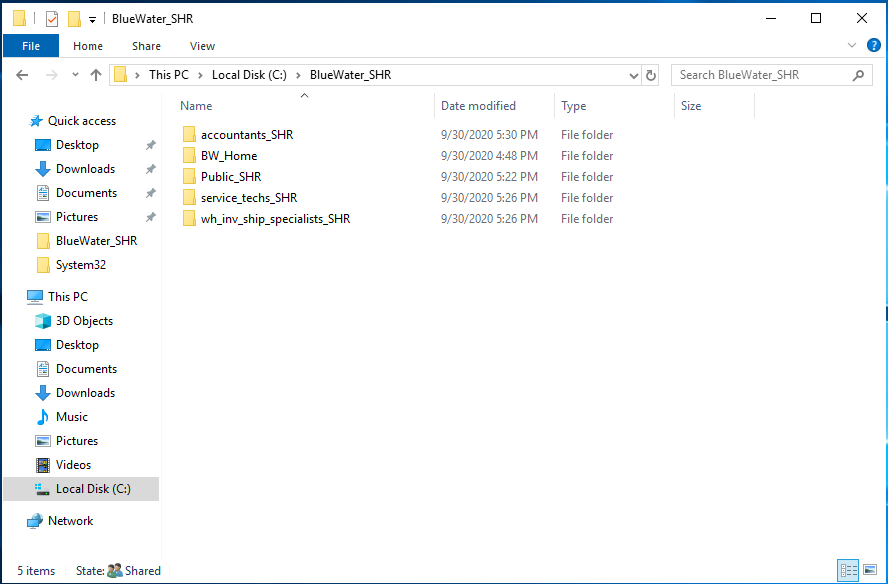 BlueWater_SHR
File Home Share View
This PC Local Disk (C:) BlueWater_SHR Search BlueWater_SHR
Name Date modified Type Size
Quick access
Desktop
Downloads
Documents
Pictures
BlueWater_SHR
System32
This PC
3D Objects
Desktop
Documents
Downloads
Music
Pictures
Videos
Local Disk (C:)
Network
accountants_SHR 9/30/2020 5:30 PM File folder
BW_Home 9/30/2020 4:48 PM File folder
Public_SHR 9/30/2020 5:22 PM File folder
service_techs_SHR 9/30/2020 5:26 PM File folder
wh_inv_ship_specialists_SHR 9/30/2020 5:26 PM File folder
5 items State: Shared